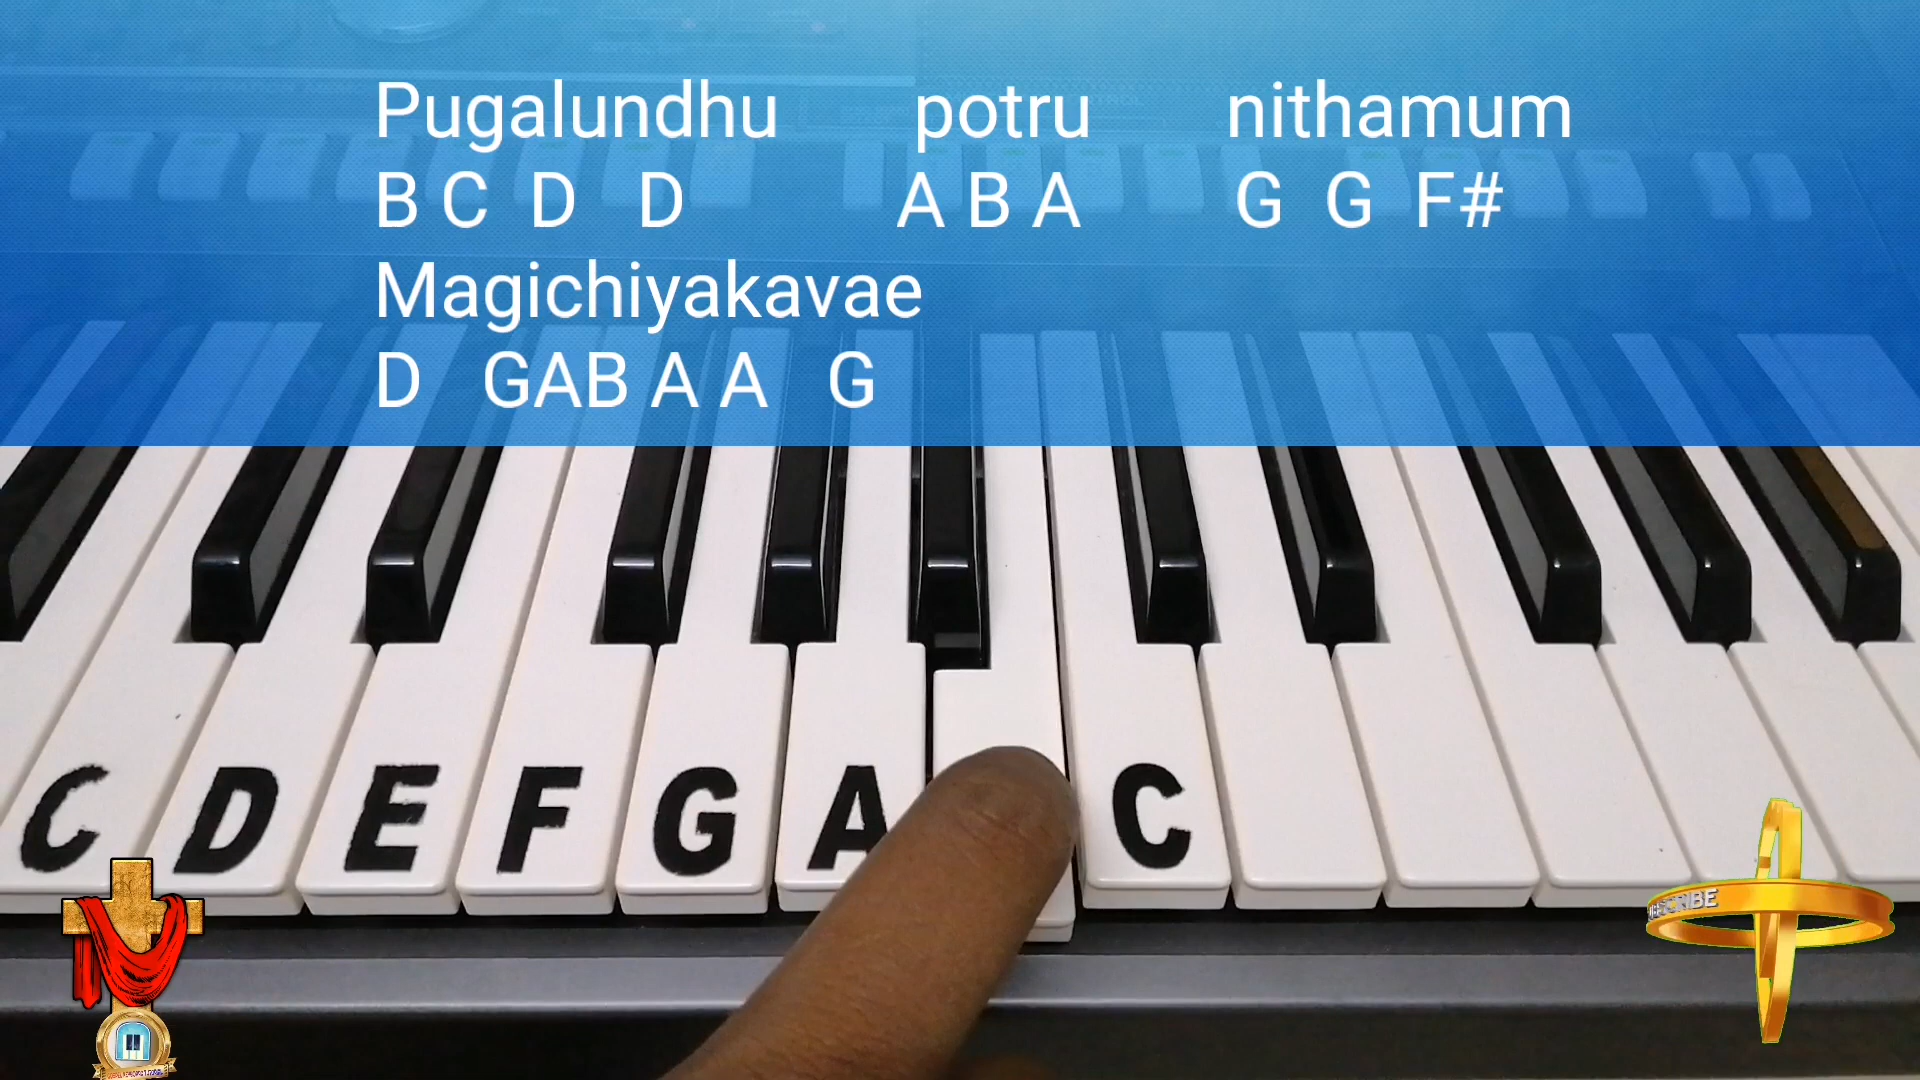 Pugalundhu potru nithamum
B C D D A B A G G F#
Magichiyakavae
D GAB A A G
C D E F G A C